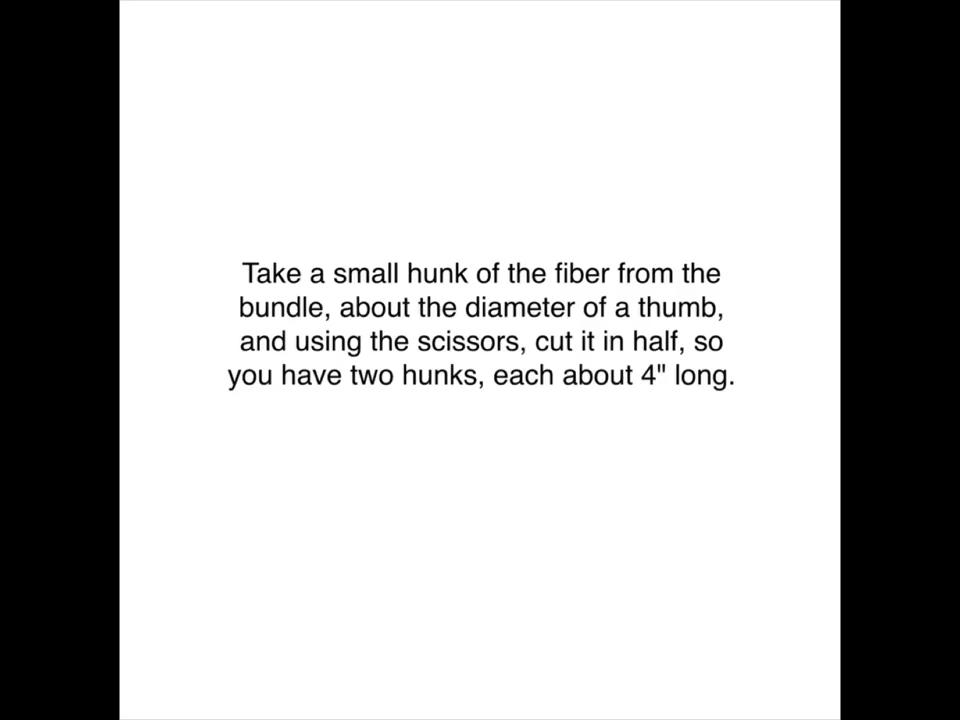 Take a small hunk of the fiber from the
bundle, about the diameter of a thumb,
and using the scissors, cut it in half, so
you have two hunks, each about 4" long.